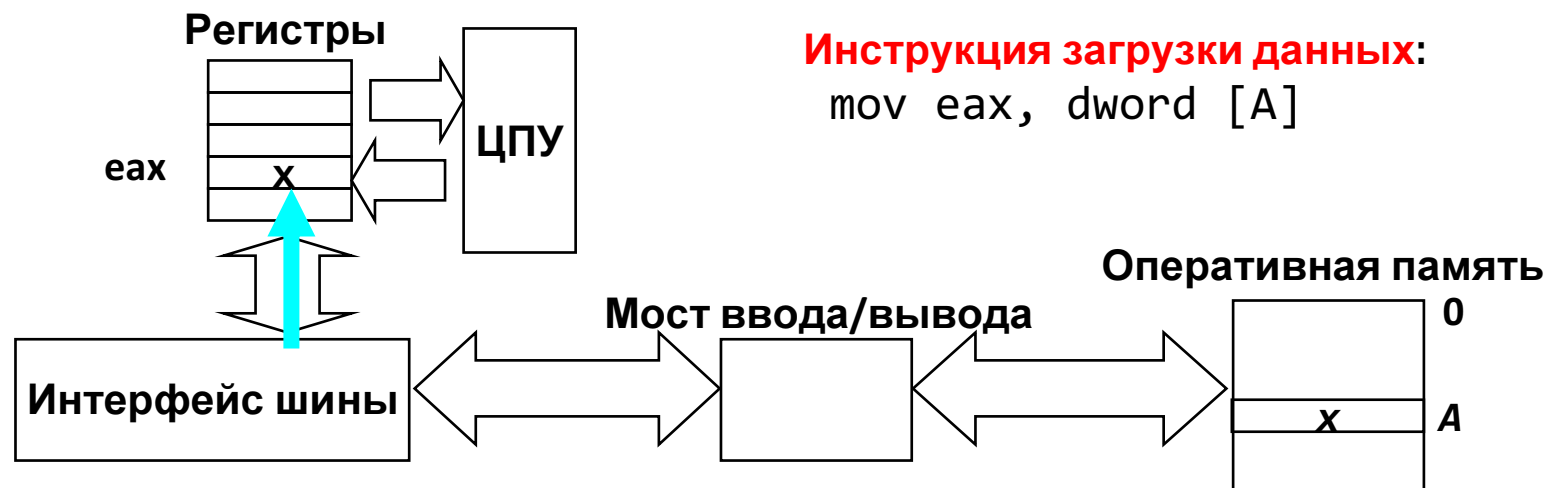 Регистры
Инструкция загрузки данных:
mov eax, dword [A]
ЦПУ
eax
x
Оперативная память
Мост ввода/вывода
0
Интерфейс шины
x
A